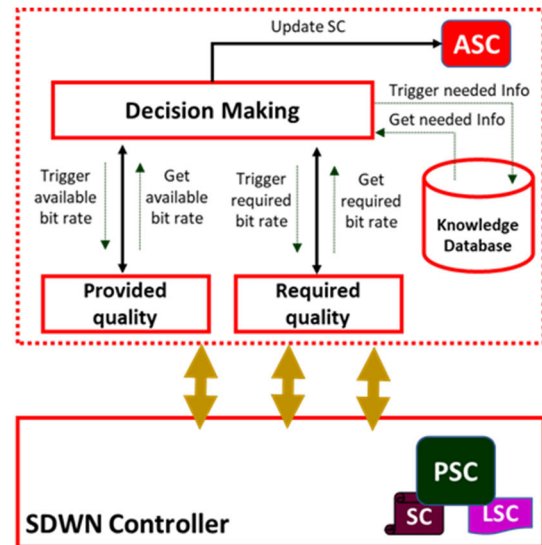 Update SC
ASC
Decision Making
Trigger needed Info
Get needed Info
Trigger
available
bit rate
Get
available
bit rate
Trigger
required
bit rate
Get
required
bit rate
Knowledge
Database
Provided
quality
Required
quality
PSC
SC
LSC
SDWN Controller